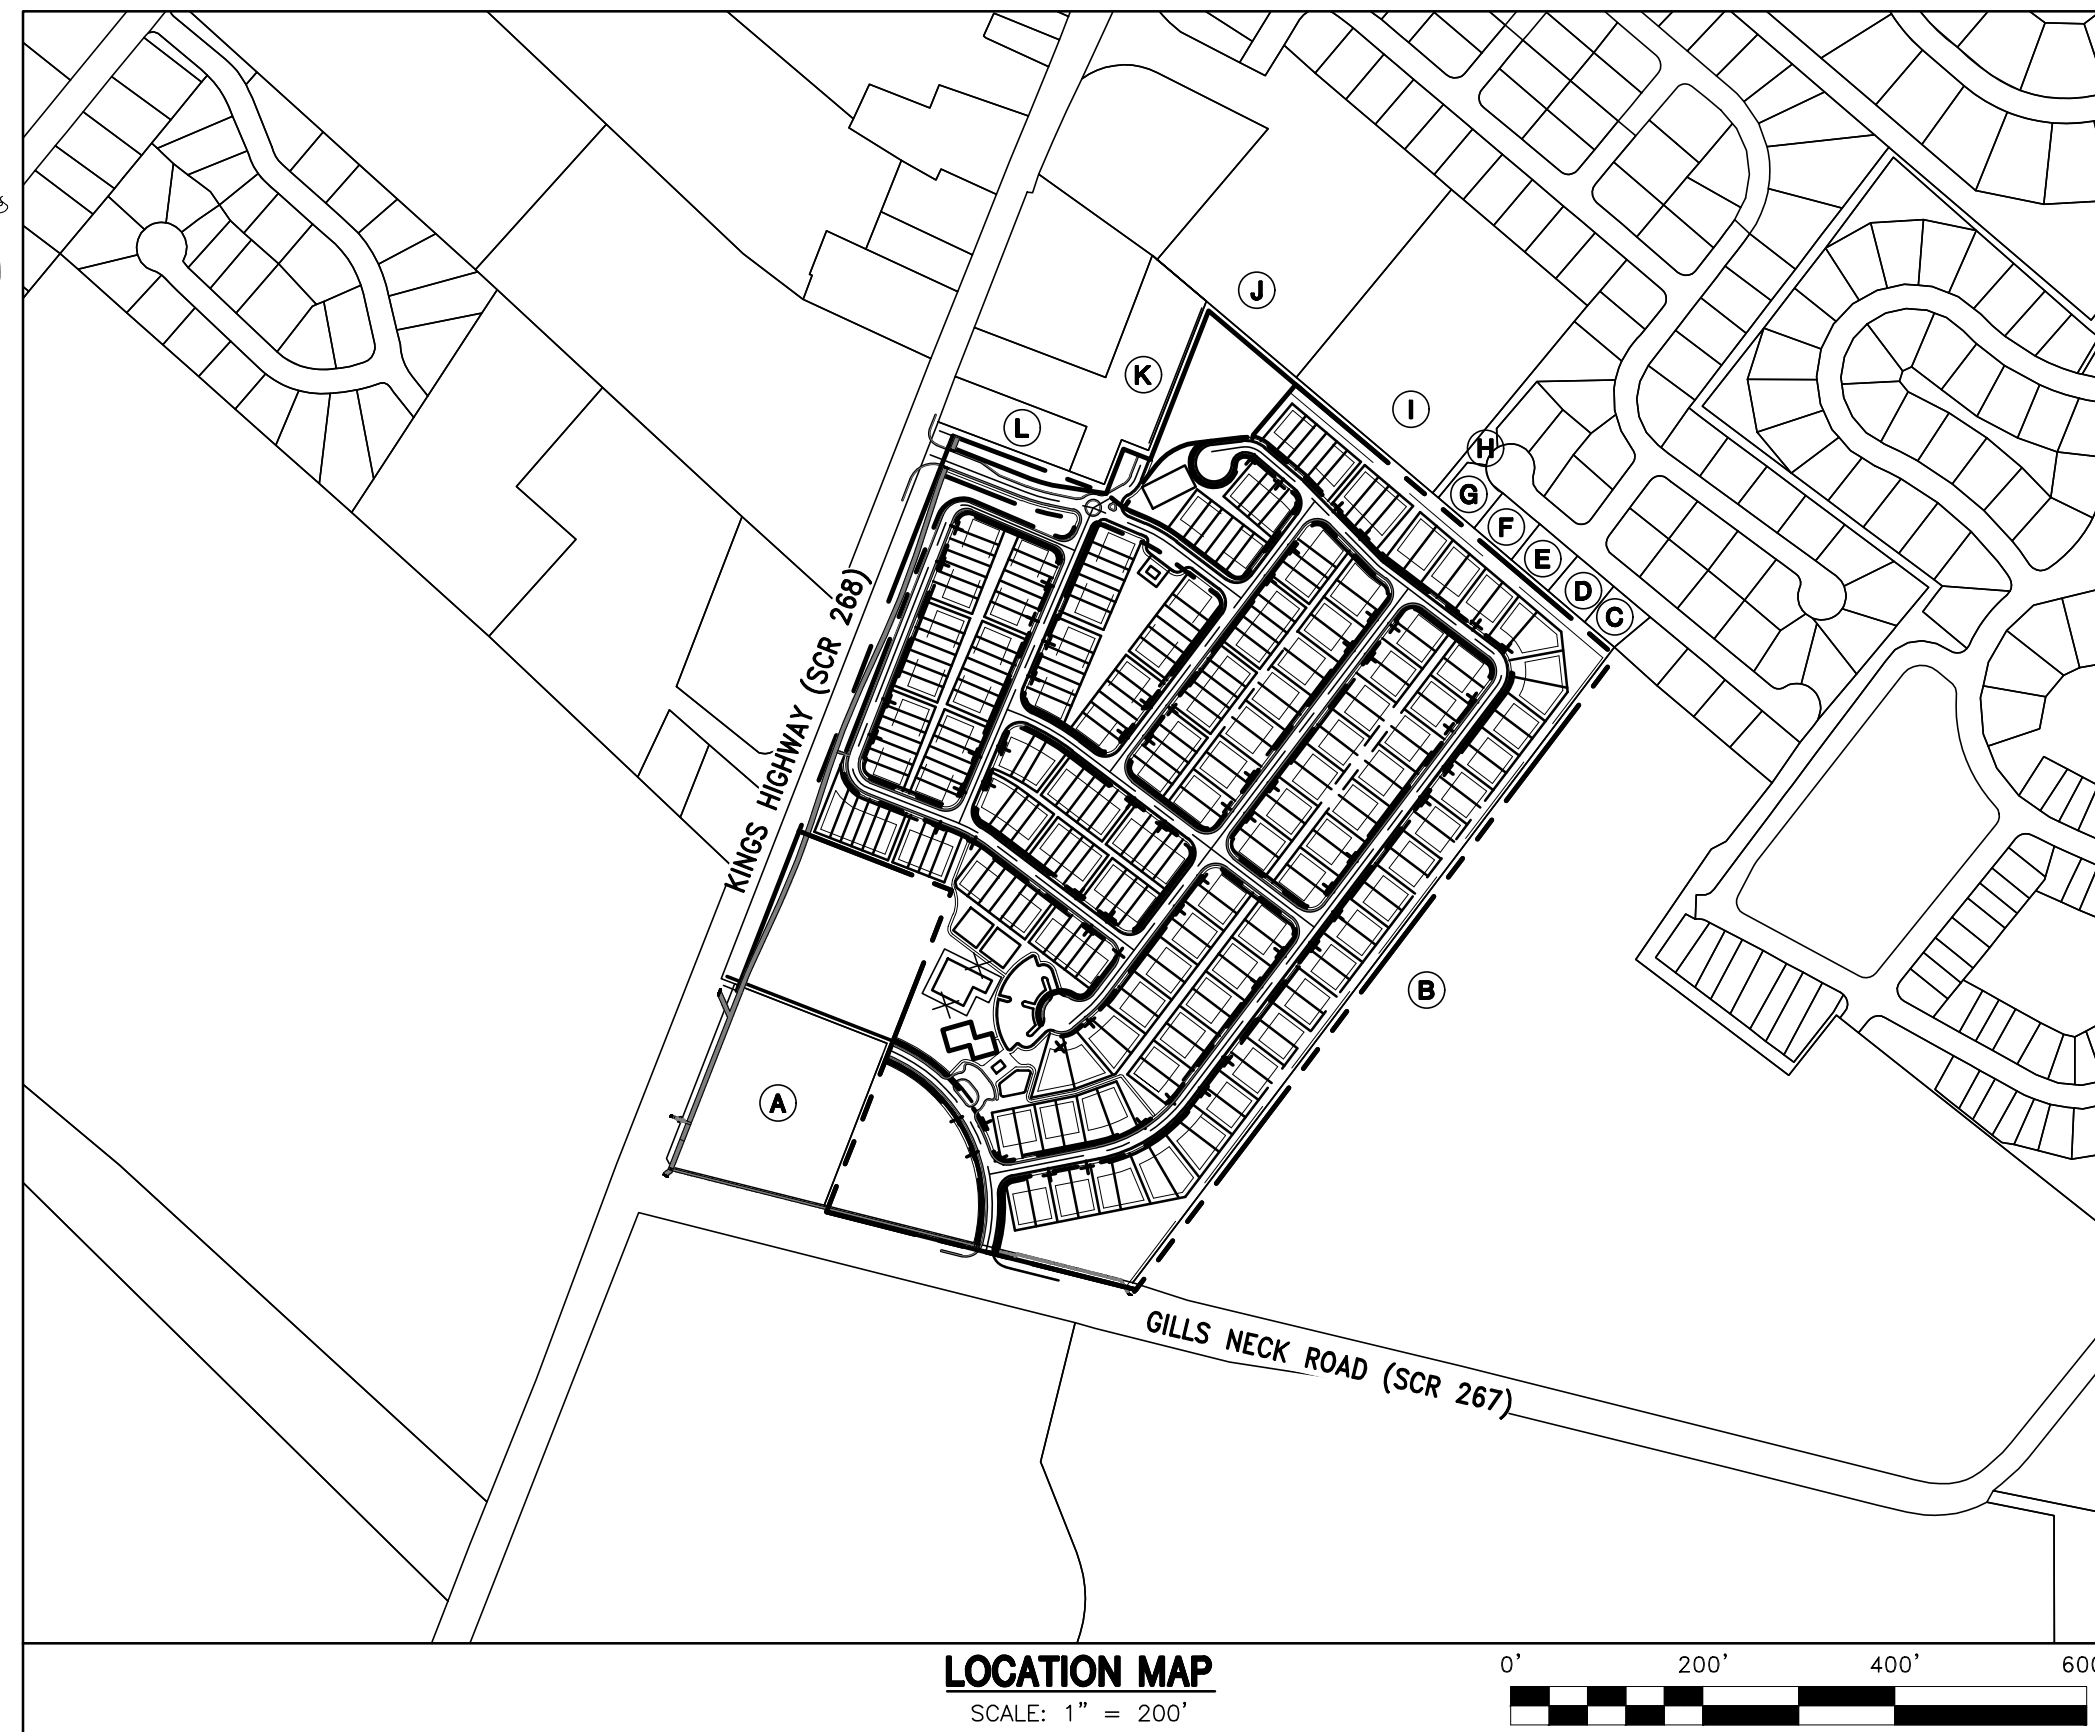 J
K
I
L
H
G
F
E
D
C
KINGS HIGHWAY (SCR 268)
B
A
GILLS NECK ROAD (SCR 267)
LOCATION MAP
SCALE: 1" = 200'
0' 200' 400'